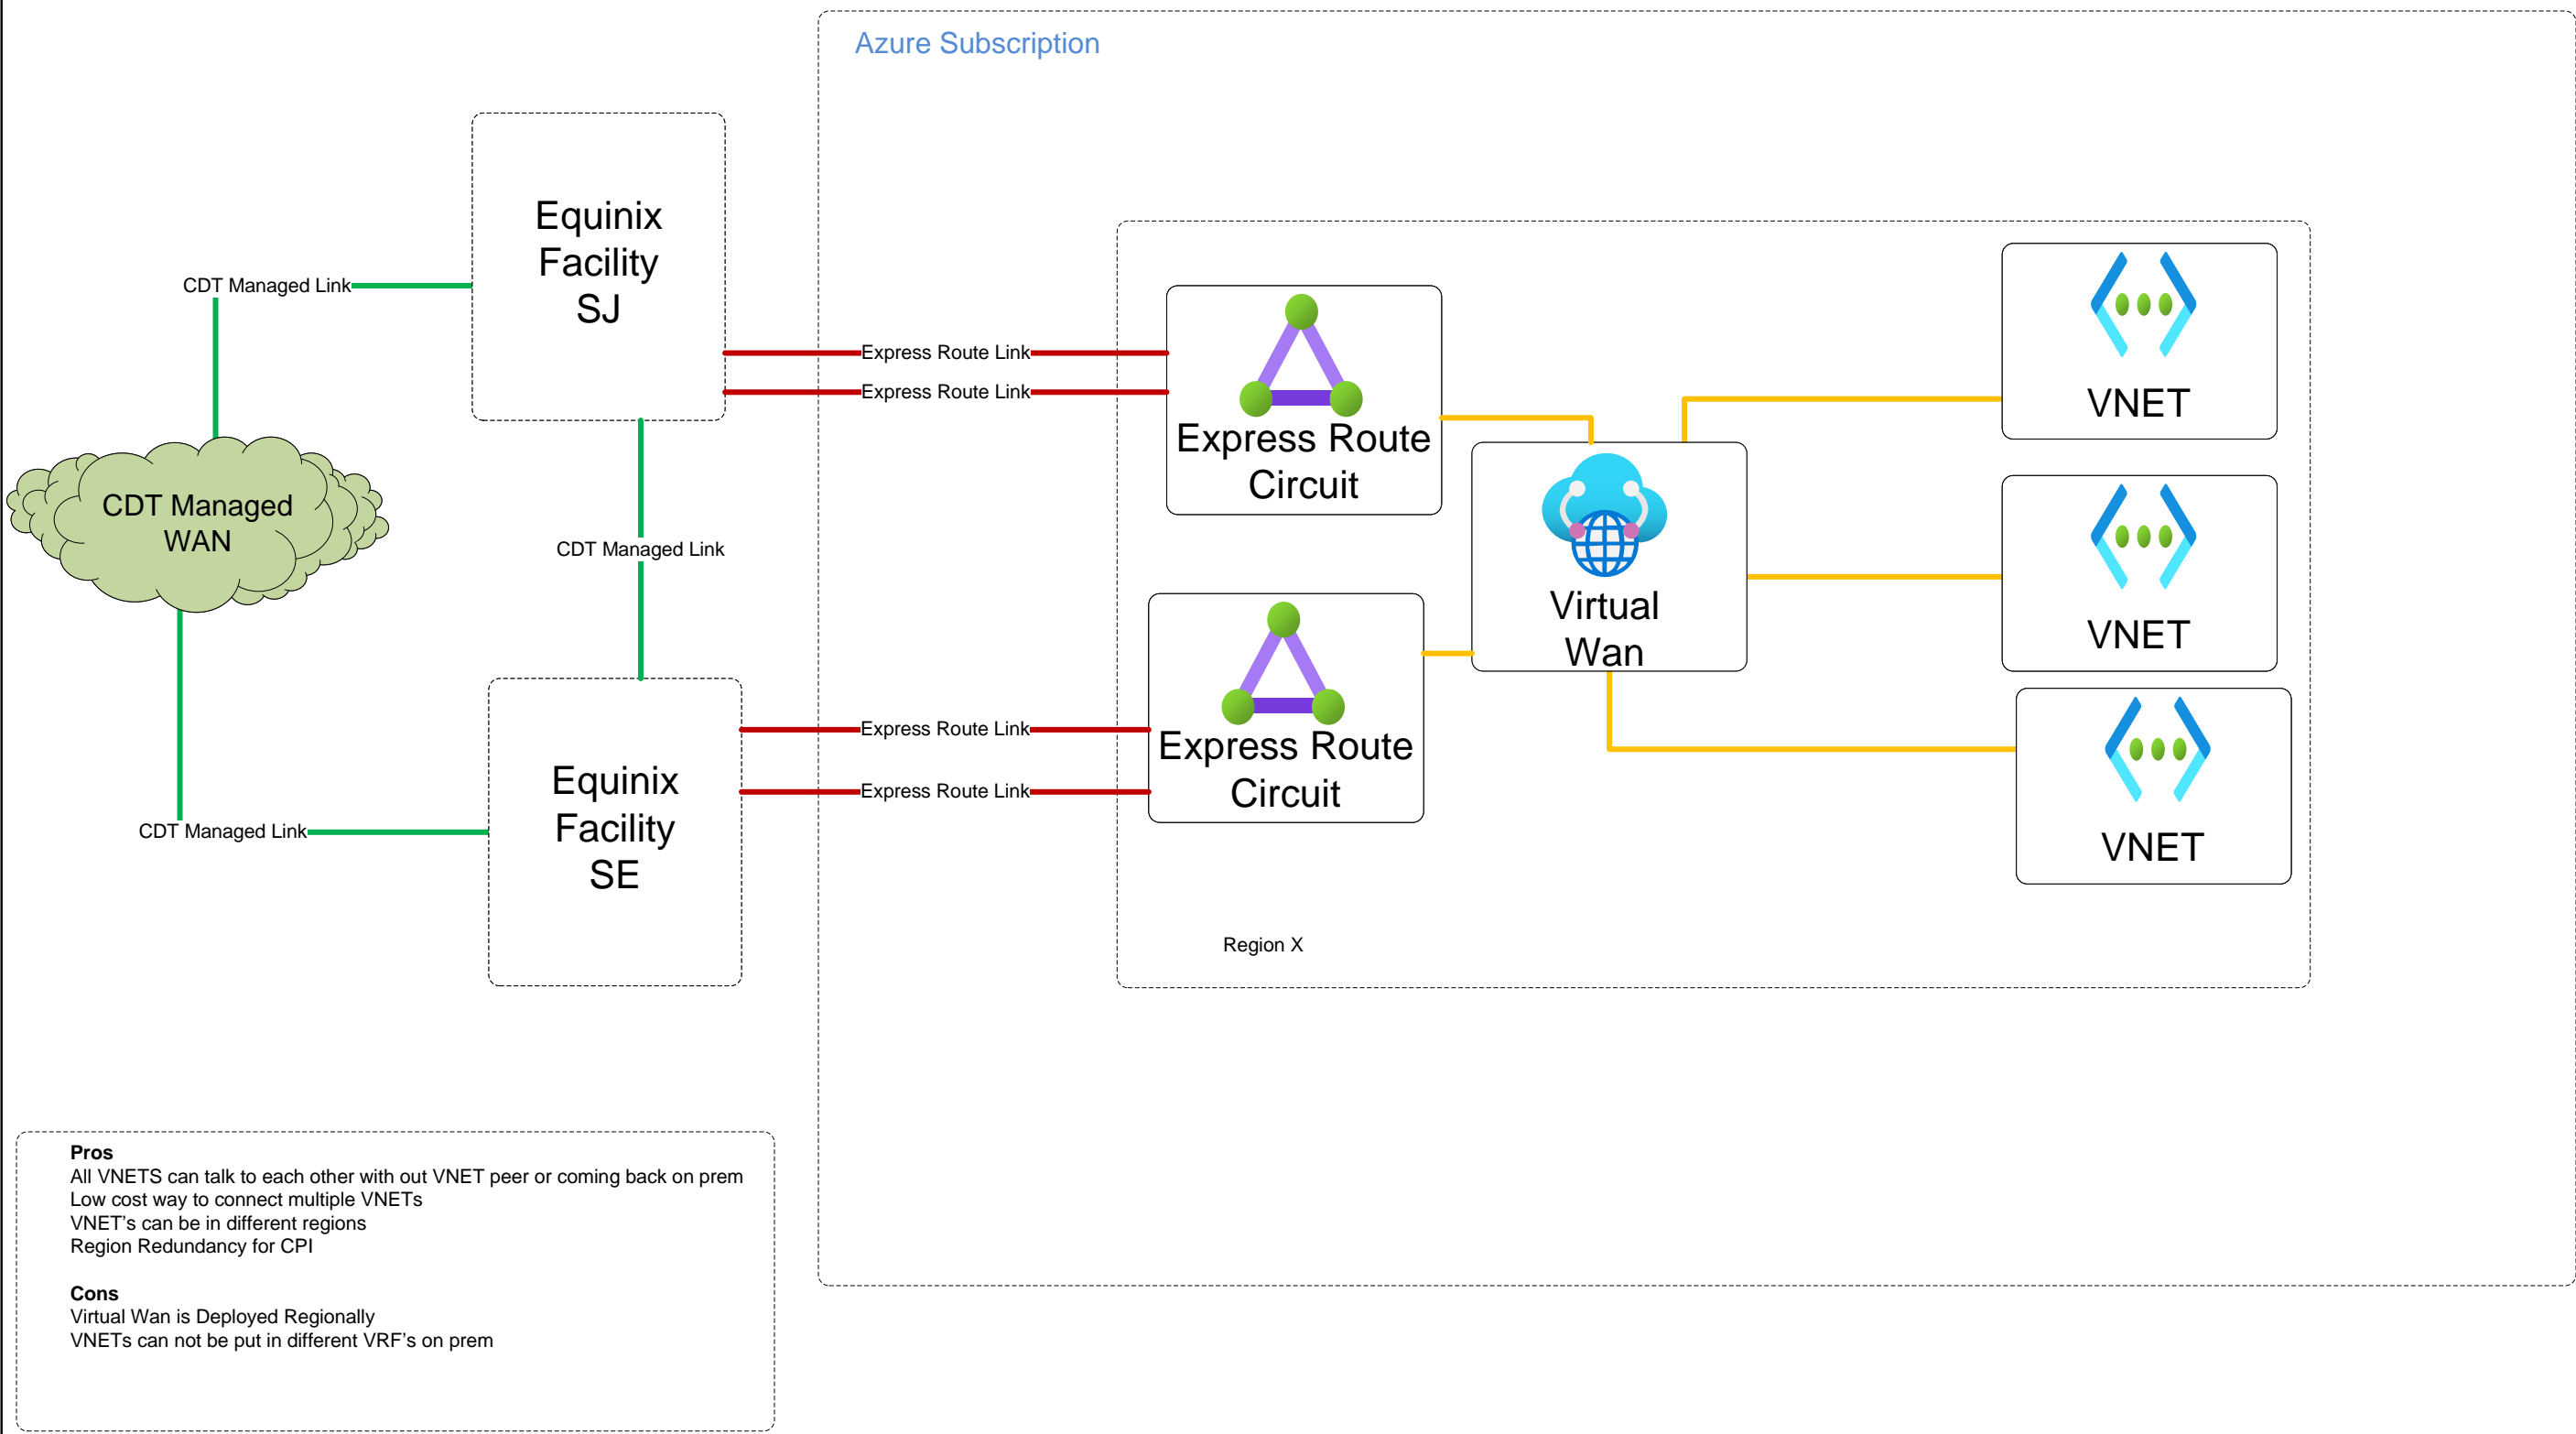 Azure Subscription
Equinix
Facility
SJ
CDT Managed Link
Express Route Link
Express Route Link
Express Route
Circuit
VNET
CDT Managed
WAN
CDT Managed Link
Virtual
Wan
VNET
Express Route Link
Express Route Link
Express Route
Circuit
VNET
CDT Managed Link
Equinix
Facility
SE
Region X
Pros
All VNETS can talk to each other with out VNET peer or coming back on prem
Low cost way to connect multiple VNETs
VNET's can be in different regions
Region Redundancy for CPI
Cons
Virtual Wan is Deployed Regionally
VNETs can not be put in different VRF's on prem